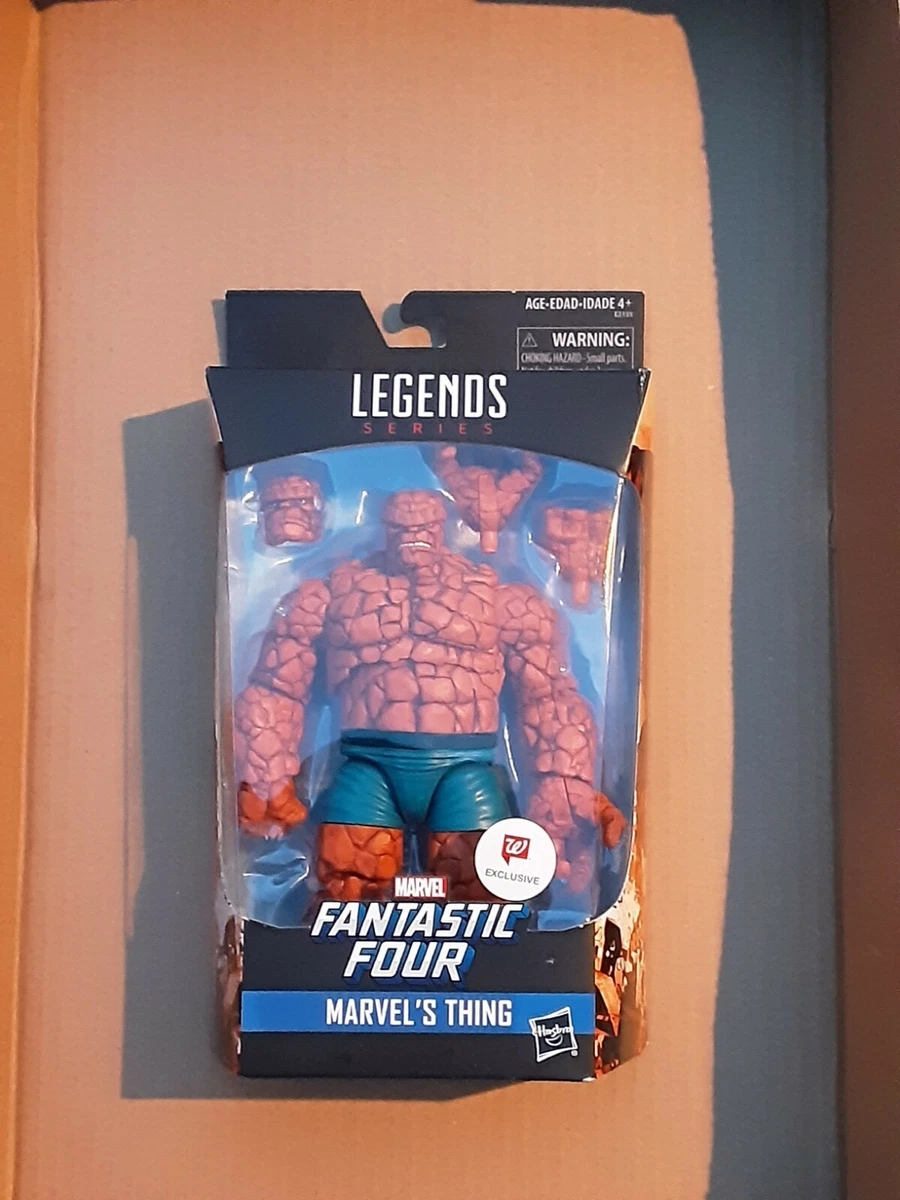 AGE•EDAD•IDADE 4+
WARNING:
CHOKING HAZARD - Small parts.
LEGENDS
SERIES
W
EXCLUSIVE
MARVEL
FANTASTIC
FOUR
MARVEL'S THING
Hasbro
®